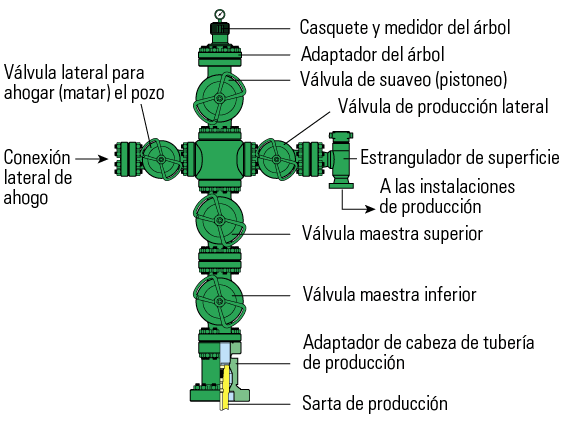 Casquete y medidor del árbol
Adaptador del árbol
Válvula de suaveo (pistoneo)
Válvula lateral para
ahogar (matar) el pozo
Válvula de producción lateral
Conexión
lateral de
ahogo
Estrangulador de superficie
A las instalaciones
de producción
Válvula maestra superior
Válvula maestra inferior
Adaptador de cabeza de tubería
de producción
Sarta de producción